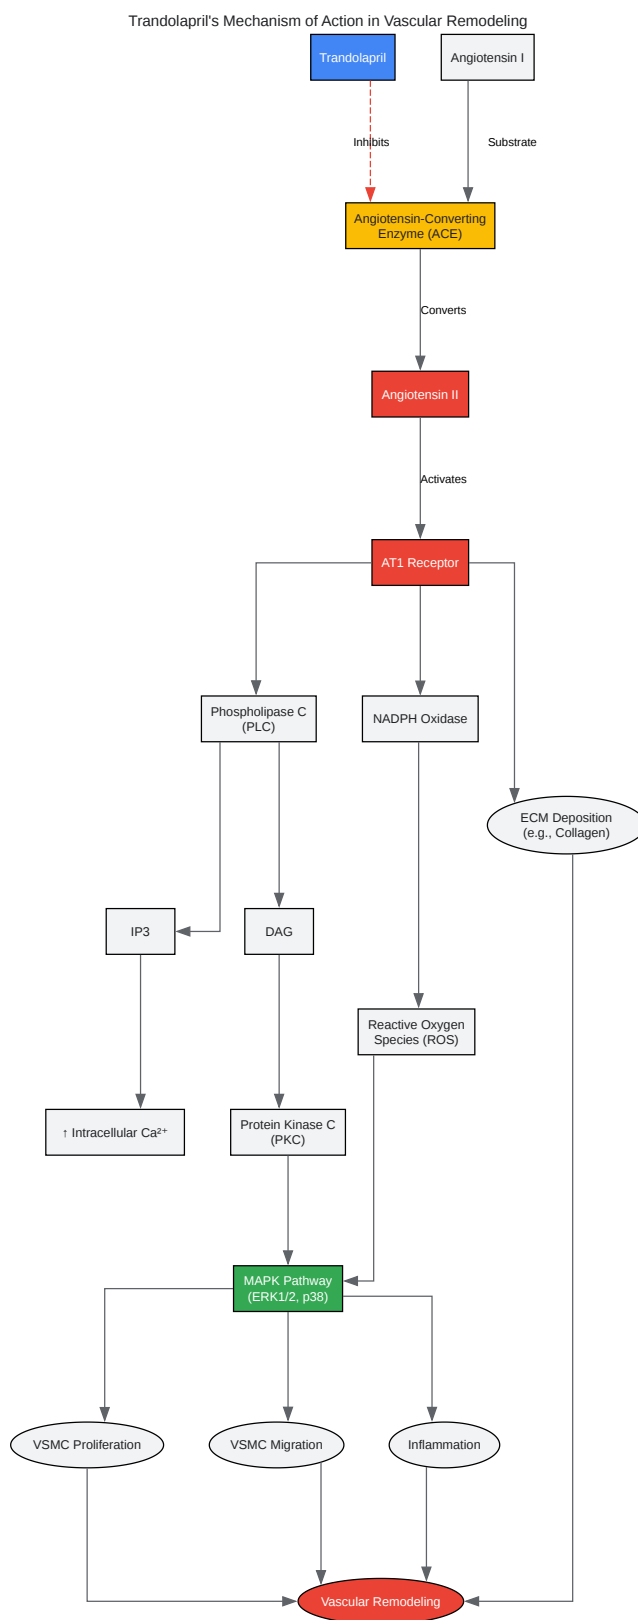 Trandolapril's Mechanism of Action in Vascular Remodeling
Trandolapril
Angiotensin I
Inhibits
Substrate
Angiotensin-Converting
Enzyme (ACE)
Converts
Angiotensin II
Activates
AT1 Receptor
Phospholipase C
(PLC)
NADPH Oxidase
ECM Deposition
(e.g., Collagen)
IP3
DAG
Reactive Oxygen
Species (ROS)
↑ Intracellular Ca²⁺
Protein Kinase C
(PKC)
MAPK Pathway
(ERK1/2, p38)
VSMC Proliferation
VSMC Migration
Inflammation
Vascular Remodeling